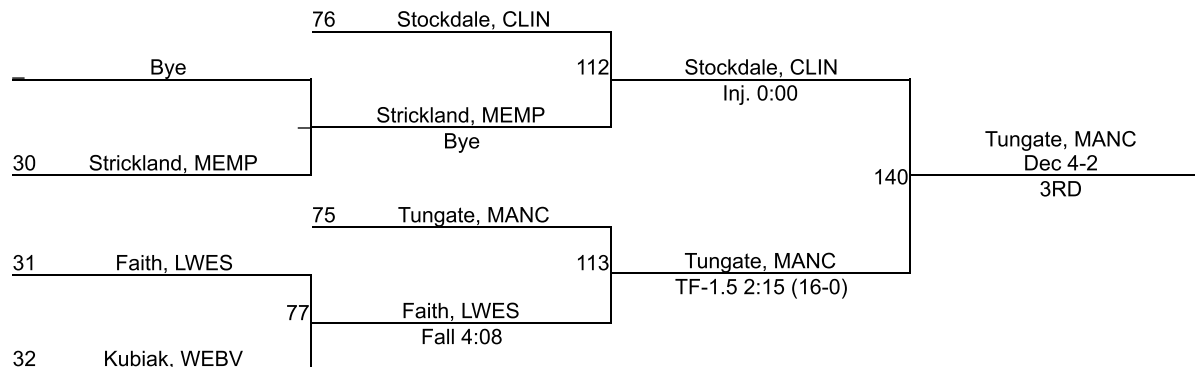 76 Stockdale, CLIN
_ Bye
112 Stockdale, CLIN
Inj. 0:00
_ Strickland, MEMP
Bye
30 Strickland, MEMP
140 Tungate, MANC
Dec 4-2
3RD
75 Tungate, MANC
31 Faith, LWES
113 Tungate, MANC
TF-1.5 2:15 (16-0)
77 Faith, LWES
Fall 4:08
32 Kubiak, WEBV